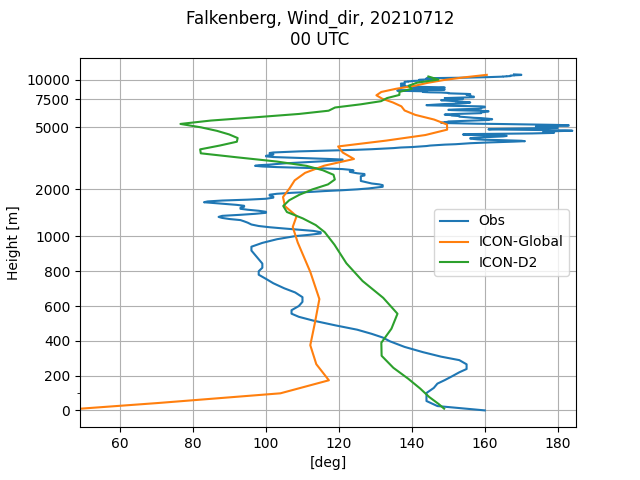 Falkenberg, Wind_dir, 20210712
00 UTC
10000
7500
5000
2000
1000
800
600
400
200
0
Height [m]
Obs
ICON-Global
ICON-D2
60 80 100 120 140 160 180
[deg]